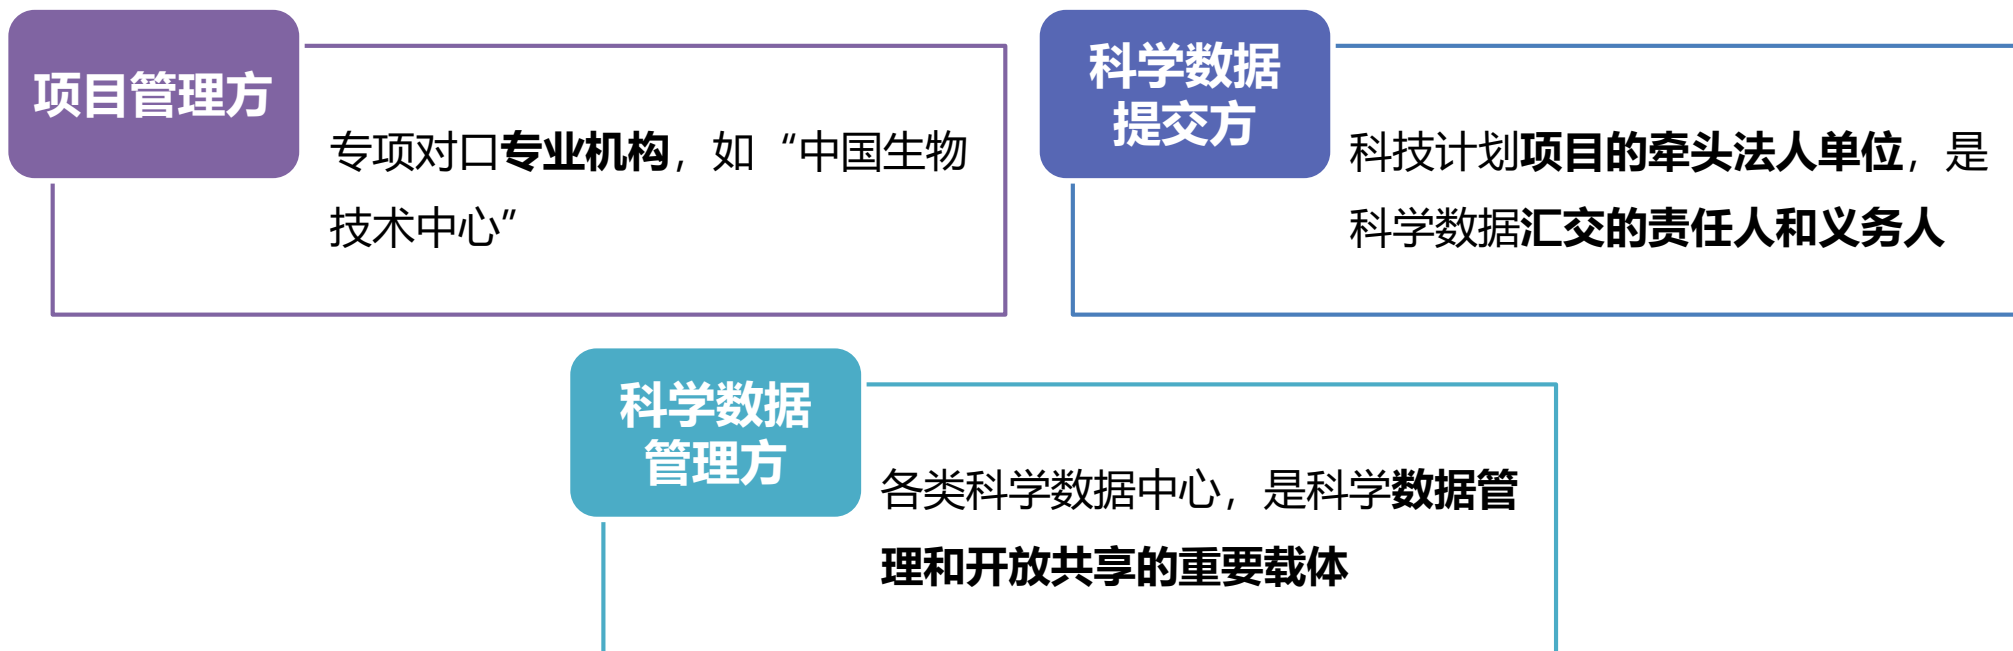 项目管理方
专项对口专业机构，如“中国生物
技术中心”
科学数据
提交方
科技计划项目的牵头法人单位，是
科学数据汇交的责任人和义务人
科学数据
管理方
各类科学数据中心，是科学数据管
理和开放共享的重要载体